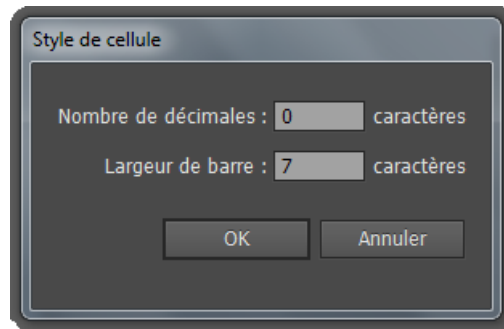 Style de cellule
Nombre de décimales : 0 caractères
Largeur de barre : 7 caractères
OK Annuler